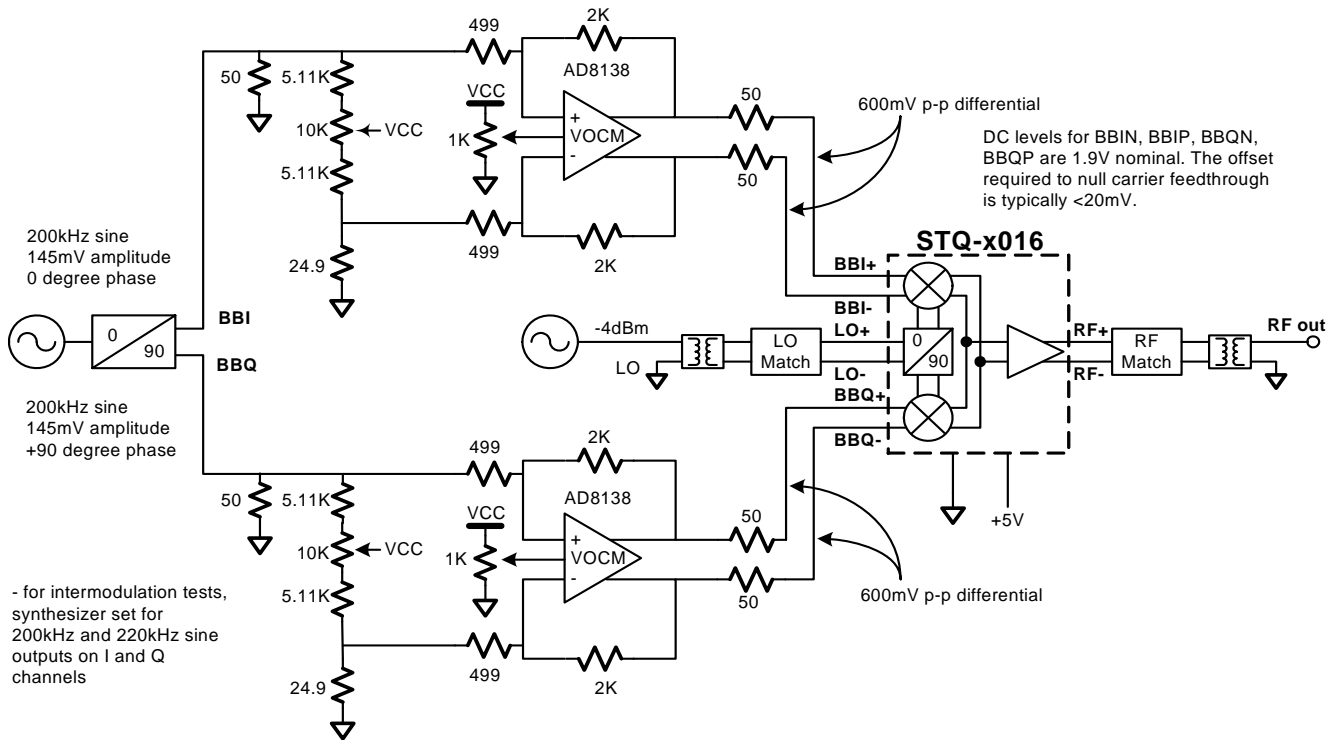 2K
499
AD8138
50
5.11K
VCC
10K
VCC
1K
+
VOCM
-
5.11K
50
50
600mV p-p differential
DC levels for BBIN, BBIP, BBQN,
BBQP are 1.9V nominal. The offset
required to null carrier feedthrough
is typically <20mV.
499
2K
24.9
200kHz sine
145mV amplitude
0 degree phase
BBI
0
90
BBQ
200kHz sine
145mV amplitude
+90 degree phase
STQ-x016
BBI+
BBI-
-4dBm
LO
LO
Match
LO+
LO-
0
90
BBQ+
BBQ-
RF+
RF-
RF
Match
RF out
+5V
2K
499
AD8138
50
5.11K
VCC
10K
VCC
1K
+
VOCM
-
5.11K
50
50
600mV p-p differential
499
2K
24.9
- for intermodulation tests,
synthesizer set for
200kHz and 220kHz sine
outputs on I and Q
channels